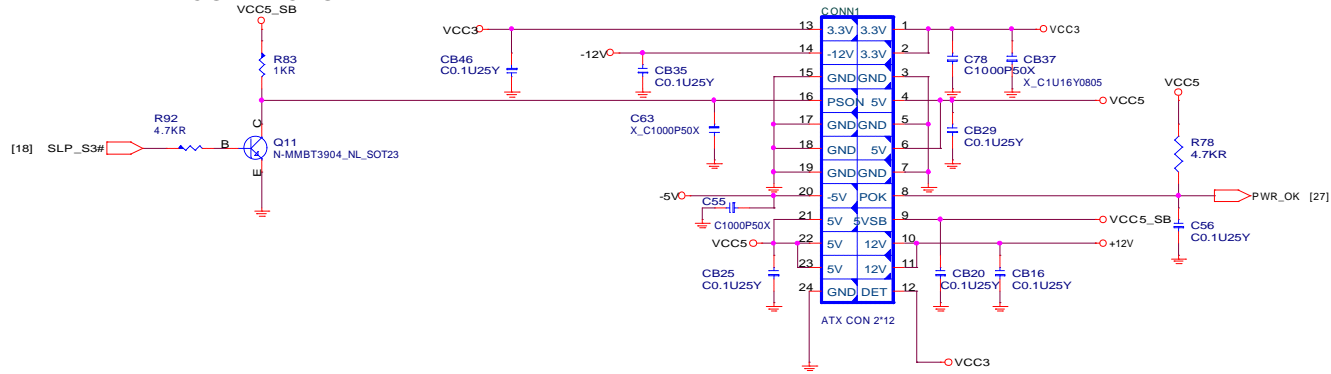 VCC5_SB
R83
1KR
R92
4.7KR
[18] SLP_S3#
B
C
E
Q11
N-MMBT3904_NL_SOT23
VCC3
CB46
C0.1U25Y
-12V
CB35
C0.1U25Y
C63
X_C1000P50X
-5V
C55
C1000P50X
VCC5
CB25
C0.1U25Y
CONN1
13 3.3V 3.3V 1
14 -12V 3.3V 2
15 GND GND 3
16 PSON 5V 4
17 GND GND 5
18 GND 5V 6
19 GND GND 7
20 -5V POK 8
21 5V 5VSB 9
22 5V 12V 10
23 5V 12V 11
24 GND DET 12
ATX CON 2*12
VCC3
C78
C1000P50X
CB37
X_C1U16Y0805
VCC5
CB29
C0.1U25Y
VCC5
R78
4.7KR
PWR_OK [27]
C56
C0.1U25Y
VCC5_SB
+12V
CB20
C0.1U25Y
CB16
C0.1U25Y
VCC3